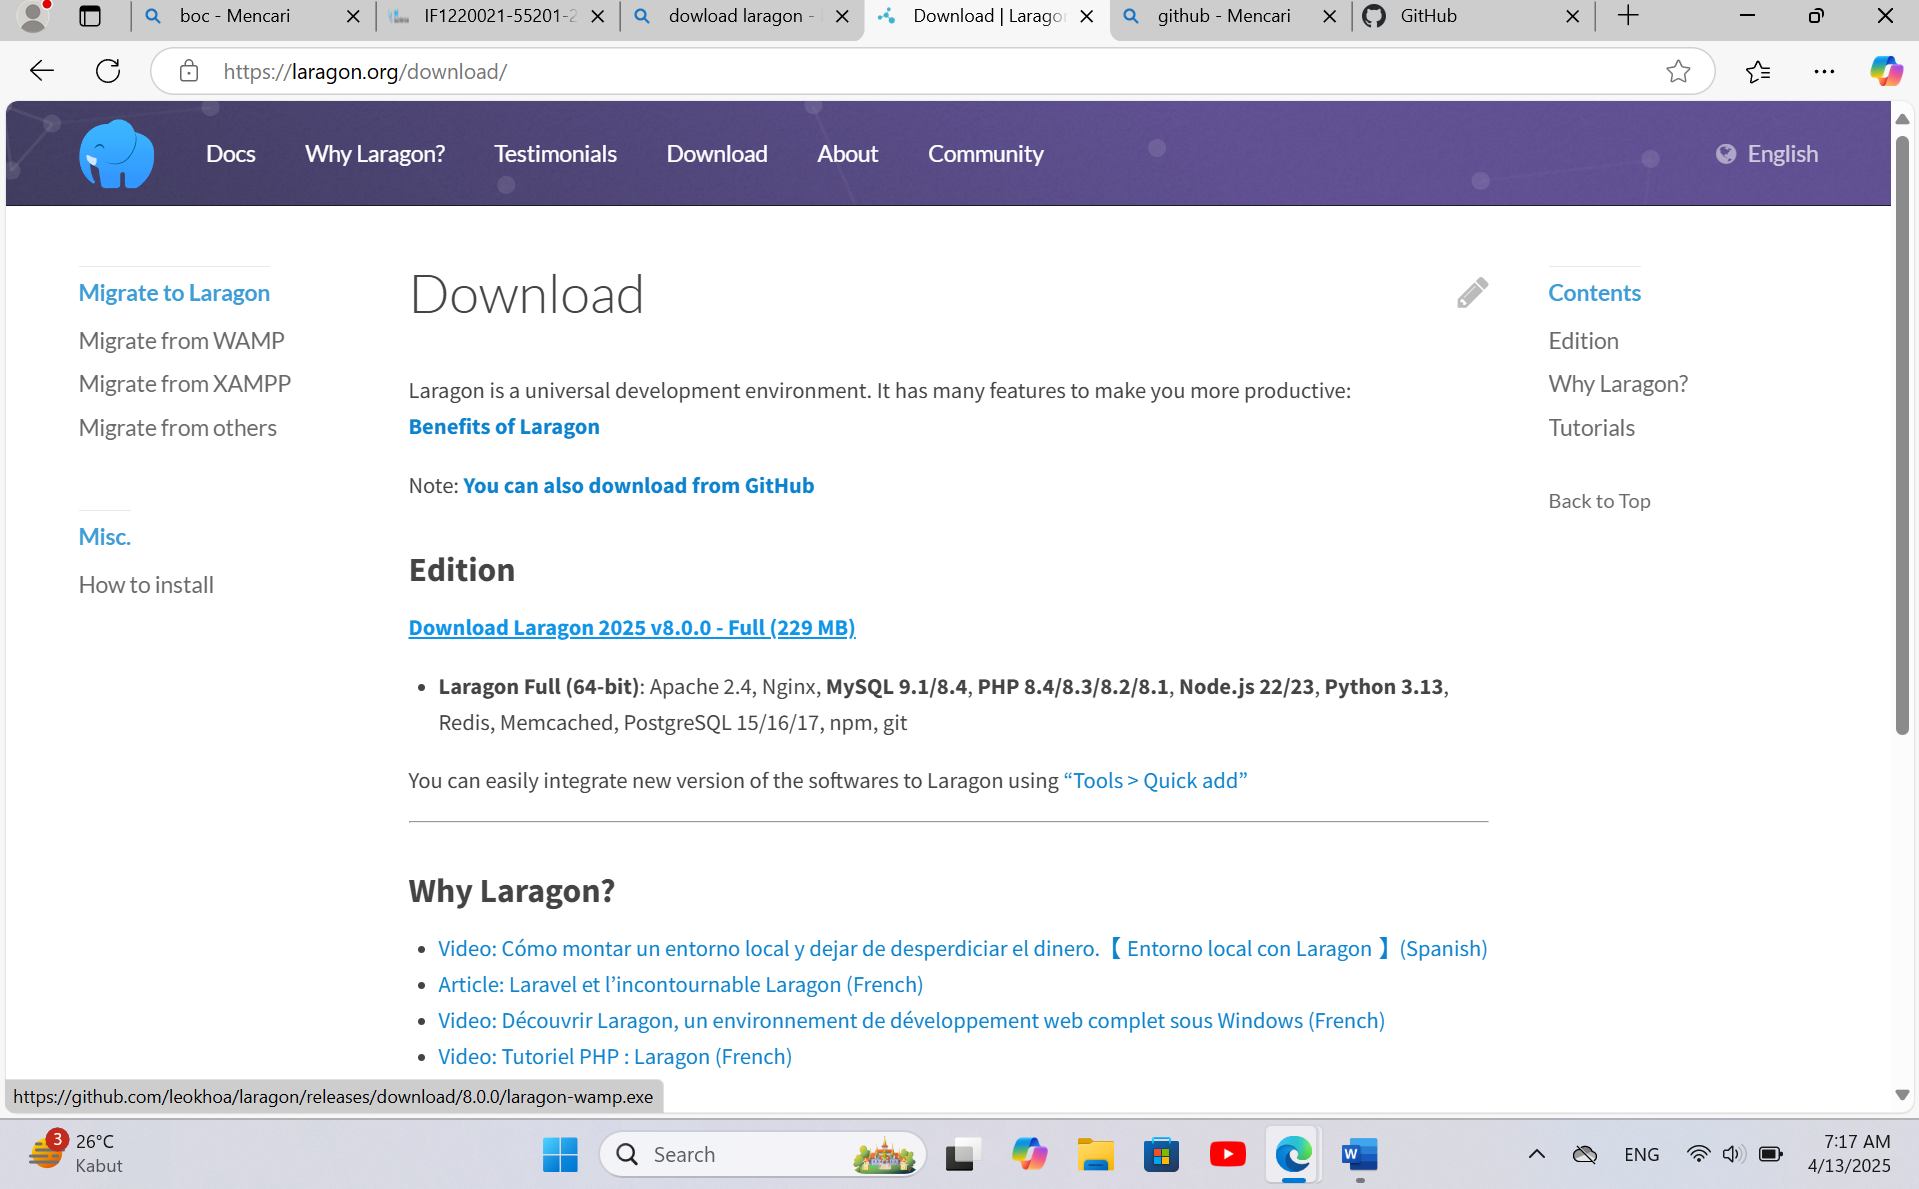 boc - Mencari
IF1220021-55201-2
dowload laragon -
Download | Larago
github - Mencari
GitHub
https://laragon.org/download/
Docs
Why Laragon?
Testimonials
Download
About
Community
English
Migrate to Laragon
Migrate from WAMP
Migrate from XAMPP
Migrate from others
Misc.
How to install
Download
Laragon is a universal development environment. It has many features to make you more productive:
Benefits of Laragon
Note: You can also download from GitHub
Edition
Download Laragon 2025 v8.0.0 - Full (229 MB)
• Laragon Full (64-bit): Apache 2.4, Nginx, MySQL 9.1/8.4, PHP 8.4/8.3/8.2/8.1, Node.js 22/23, Python 3.13,
Redis, Memcached, PostgreSQL 15/16/17, npm, git
You can easily integrate new version of the softwares to Laragon using “Tools > Quick add”
Why Laragon?
• Video: Cómo montar un entorno local y dejar de desperdiciar el dinero.【 Entorno local con Laragon 】(Spanish)
• Article: Laravel et l’incontournable Laragon (French)
• Video: Découvrir Laragon, un environnement de développement web complet sous Windows (French)
• Video: Tutoriel PHP : Laragon (French)
Contents
Edition
Why Laragon?
Tutorials
Back to Top
https://github.com/leokhoa/laragon/releases/download/8.0.0/laragon-wamp.exe
3
26°C
Kabut
Search
W
ENG
7:17 AM
4/13/2025